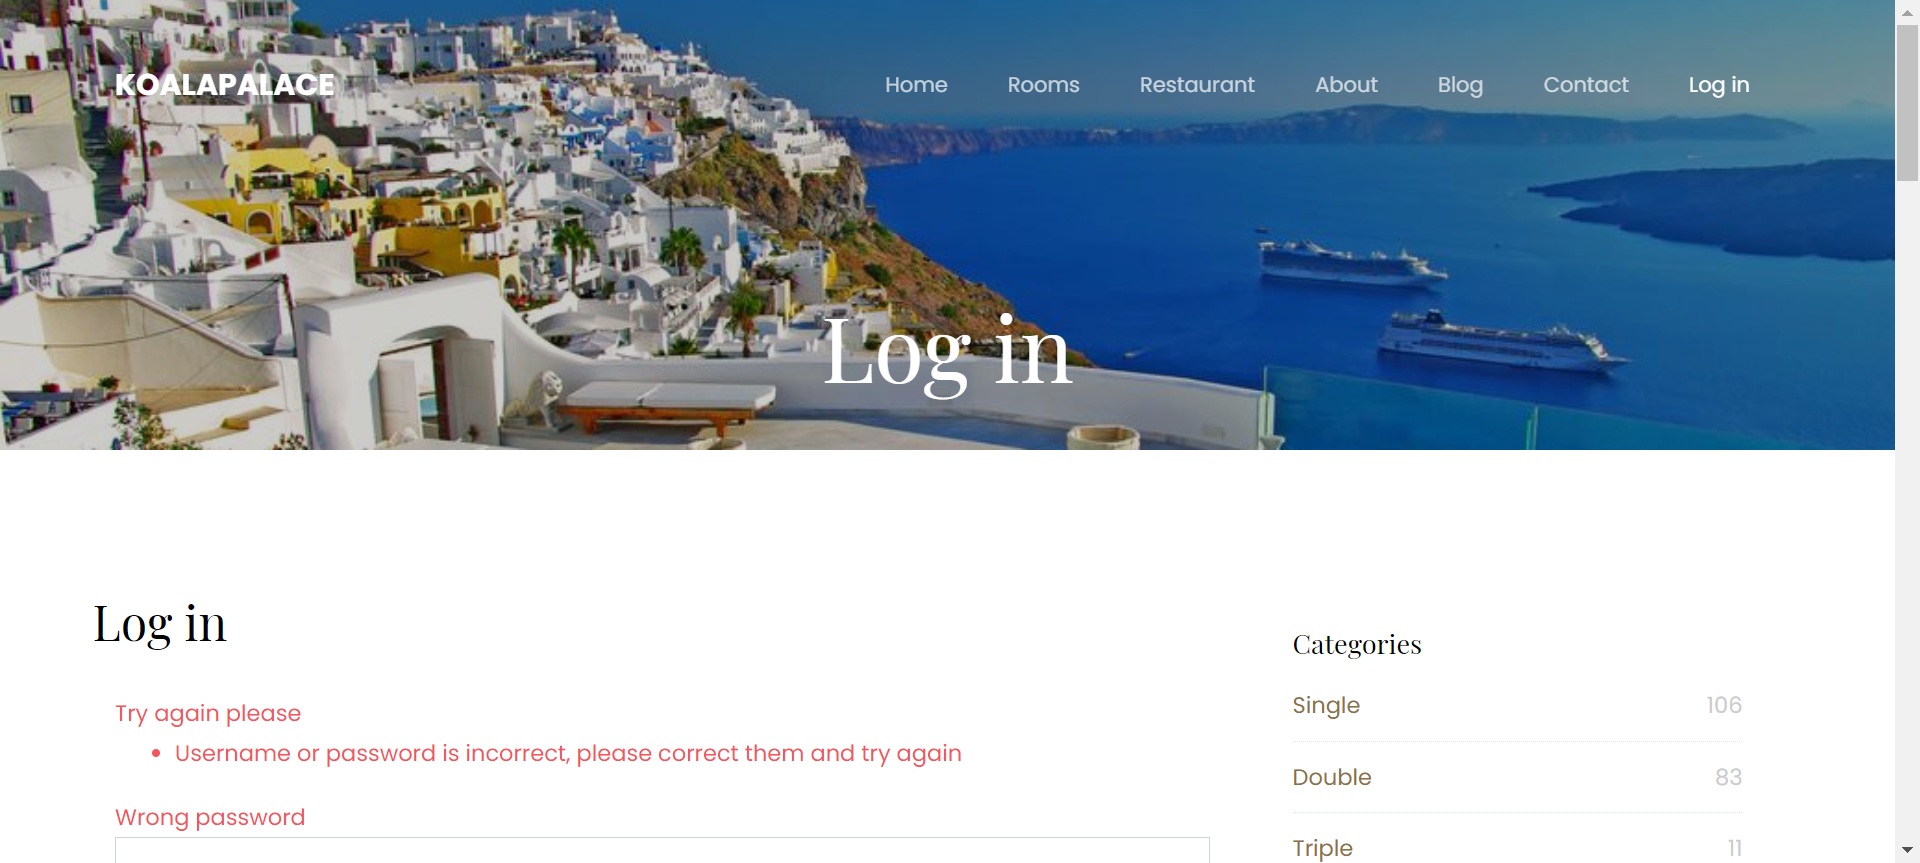 KOALAPALACE
Home Rooms Restaurant About Blog Contact Log in
Log in
Log in
Try again please
Username or password is incorrect, please correct them and try again
Wrong password
Categories
Single 106
Double 83
Triple 11